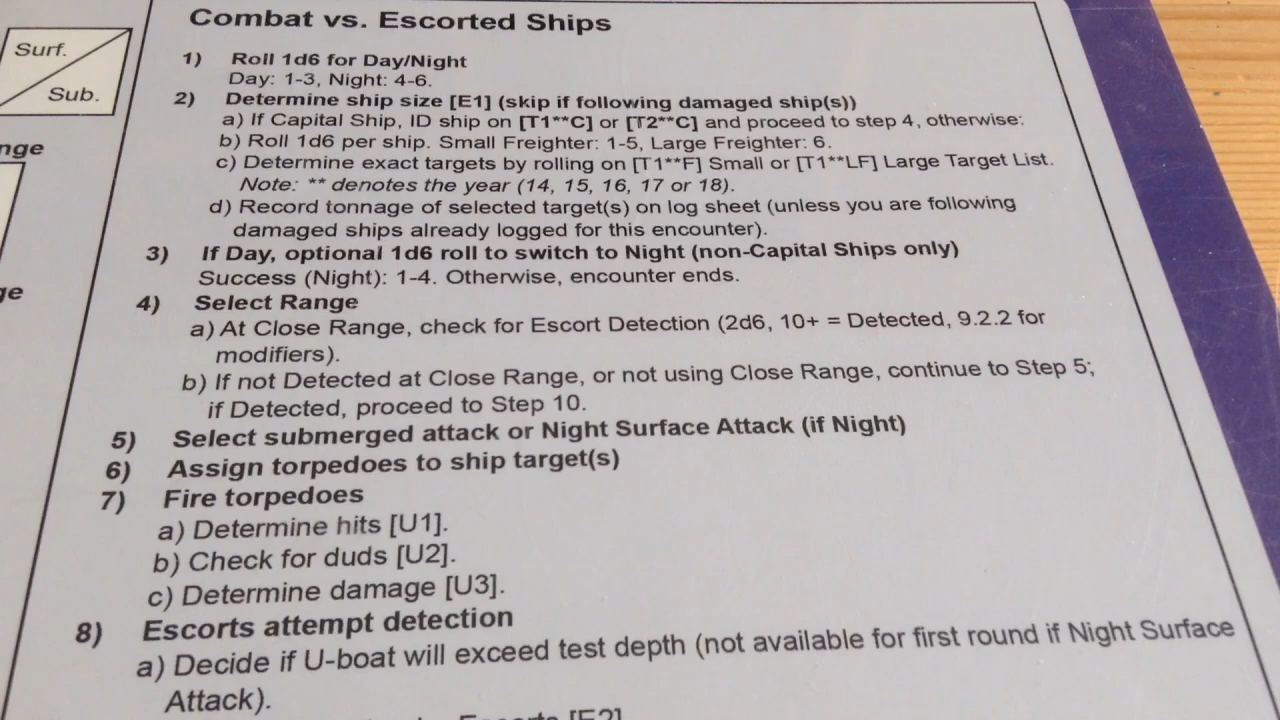 Combat vs. Escorted Ships
Surf.
Sub.
nge
ge
1) Roll 1d6 for Day/Night
Day: 1-3, Night: 4-6.
2) Determine ship size [E1] (skip if following damaged ship(s))
a) If Capital Ship, ID ship on [T1**C] or [T2**C] and proceed to step 4, otherwise:
b) Roll 1d6 per ship. Small Freighter: 1-5, Large Freighter: 6.
c) Determine exact targets by rolling on [T1**F] Small or [T1**LF] Large Target List.
Note: ** denotes the year (14, 15, 16, 17 or 18).
d) Record tonnage of selected target(s) on log sheet (unless you are following
damaged ships already logged for this encounter).
3) If Day, optional 1d6 roll to switch to Night (non-Capital Ships only)
Success (Night): 1-4. Otherwise, encounter ends.
4) Select Range
a) At Close Range, check for Escort Detection (2d6, 10+ = Detected, 9.2.2 for
modifiers).
b) If not Detected at Close Range, or not using Close Range, continue to Step 5;
if Detected, proceed to Step 10.
5) Select submerged attack or Night Surface Attack (if Night)
6) Assign torpedoes to ship target(s)
7) Fire torpedoes
a) Determine hits [U1].
b) Check for duds [U2].
c) Determine damage [U3].
8) Escorts attempt detection
a) Decide if U-boat will exceed test depth (not available for first round if Night Surface
Attack).
Escorts [E2]